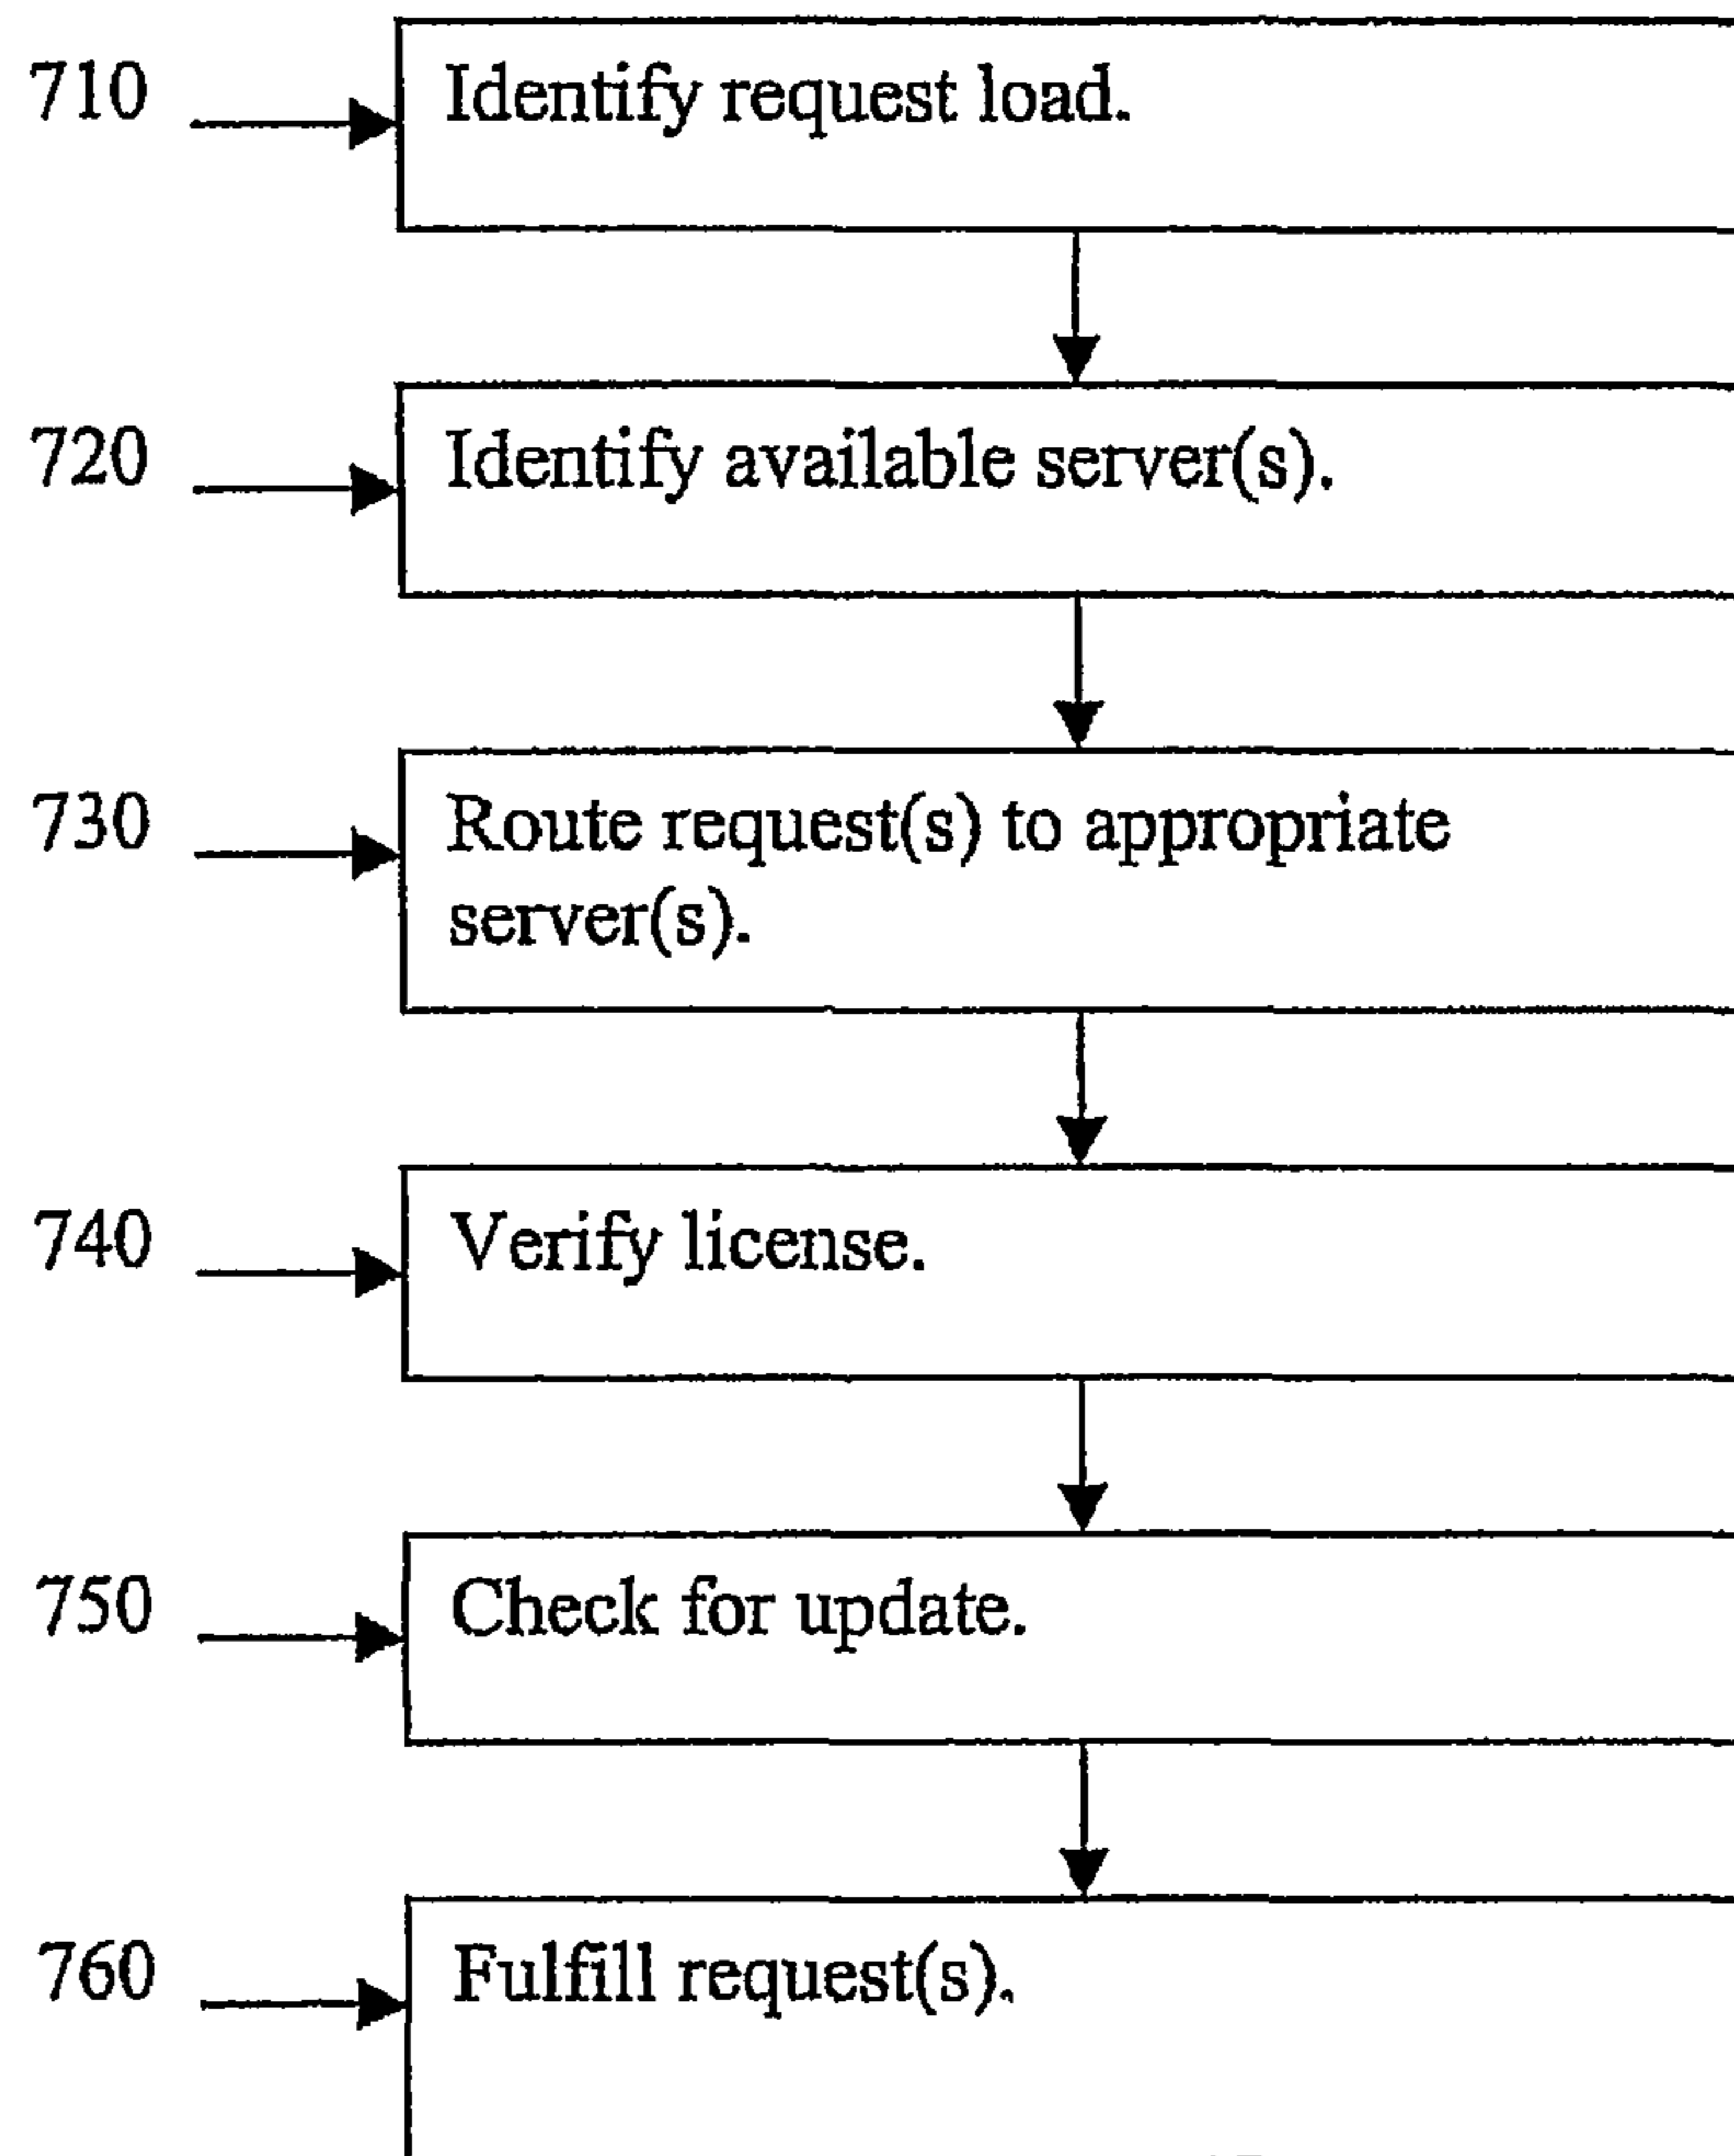 710
Identify request load.
720
Identify available server(s).
730
Route request(s) to appropriate
server(s).
740
Verify license.
750
Check for update.
760
Fulfill request(s).